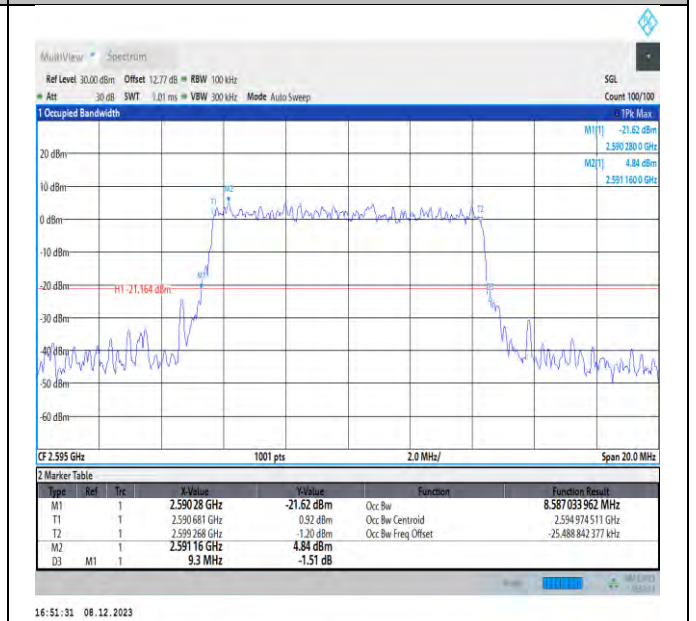 MultiView Spectrum
Ref Level 30.00 dBm Offset 12.77 dB RBW 100 kHz SGL
Att 30 dB SWT 1.01 ms VBW 300 kHz Mode Auto Sweep Count 100/100
1 Occupied Bandwidth 1Pk Max
M1[1] -21.62 dBm
2.590 280 0 GHz
20 dBm
M2[1] 4.84 dBm
2.591 160 0 GHz
10 dBm
M2
T1 T2
0 dBm
-10 dBm
M1
-20 dBm
H1 -21.164 dBm
-30 dBm
-40 dBm
-50 dBm
-60 dBm
CF 2.595 GHz 1001 pts 2.0 MHz/ Span 20.0 MHz
2 Marker Table
Type Ref Trc X-Value Y-Value Function Function Result
M1 1 2.590 28 GHz -21.62 dBm Occ Bw 8.587 033 962 MHz
T1 1 2.590 681 GHz 0.92 dBm Occ Bw Centroid 2.594 974 511 GHz
T2 1 2.599 268 GHz -1.20 dBm Occ Bw Freq Offset -25.488 842 377 kHz
M2 1 2.591 16 GHz 4.84 dBm
D3 M1 1 9.3 MHz -1.51 dB
16:51:31 08.12.2023